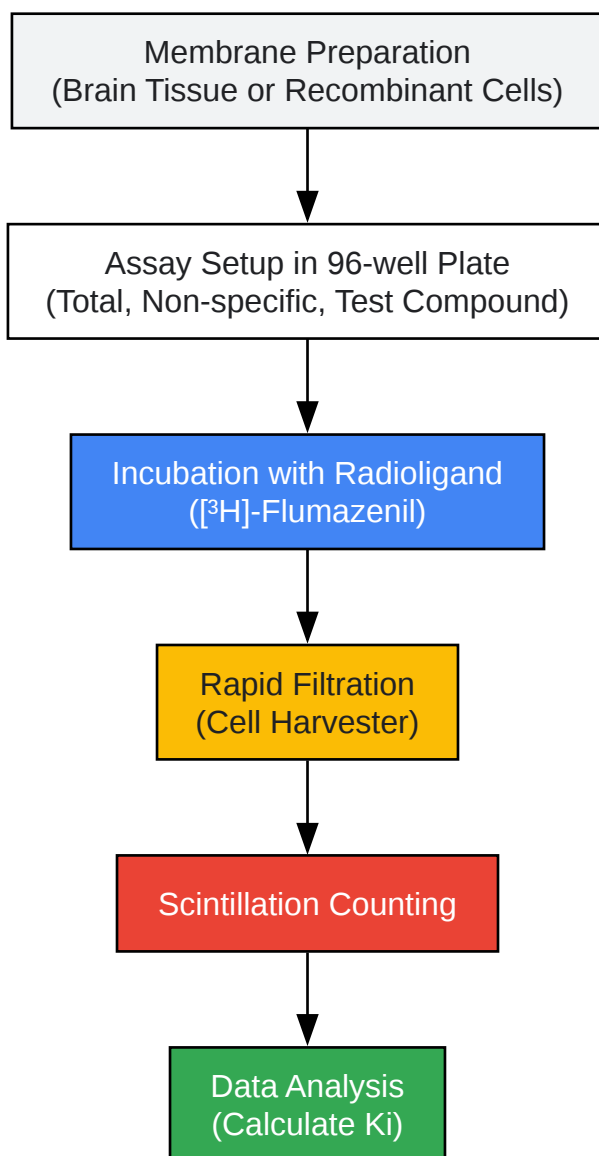 Membrane Preparation
(Brain Tissue or Recombinant Cells)
Assay Setup in 96-well Plate
(Total, Non-specific, Test Compound)
Incubation with Radioligand
([³H]-Flumazenil)
Rapid Filtration
(Cell Harvester)
Scintillation Counting
Data Analysis
(Calculate Ki)